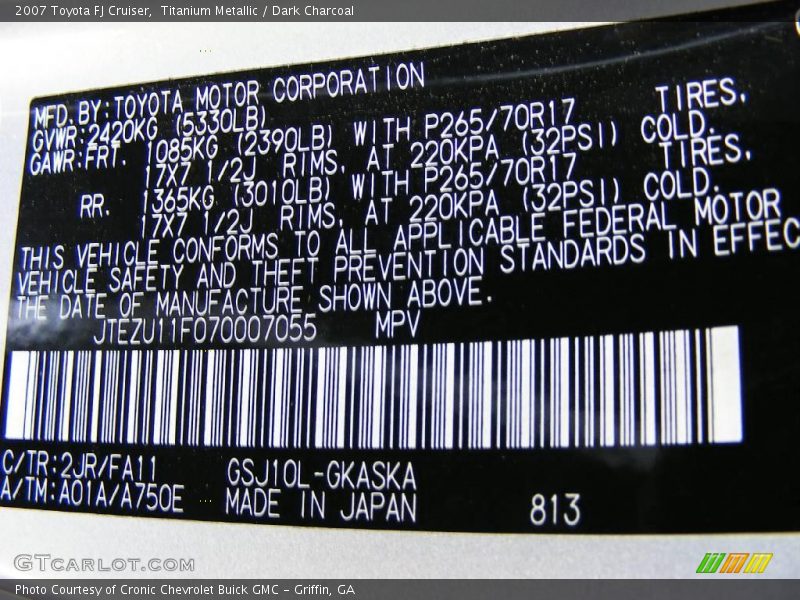 2007 Toyota FJ Cruiser,  Titanium Metallic / Dark Charcoal
MFD.BY:TOYOTA MOTOR CORPORATION
GVWR:2420KG (5330LB)
GAWR:FRT. 1085KG (2390LB) WITH P265/70R17 TIRES,
17X7 1/2J RIMS, AT 220KPA (32PSI) COLD.
RR. 1365KG (3010LB) WITH P265/70R17 TIRES,
17X7 1/2J RIMS, AT 220KPA (32PSI) COLD.
THIS VEHICLE CONFORMS TO ALL APPLICABLE FEDERAL MOTOR
VEHICLE SAFETY AND THEFT PREVENTION STANDARDS IN EFFEC
THE DATE OF MANUFACTURE SHOWN ABOVE.
JTEZU11F070007055 MPV
C/TR:2JR/FA11 GSJ10L-GKASKA
A/TM:A01A/A750E MADE IN JAPAN 813
GTCARLOT.COM
Photo Courtesy of Cronic Chevrolet Buick GMC - Griffin, GA